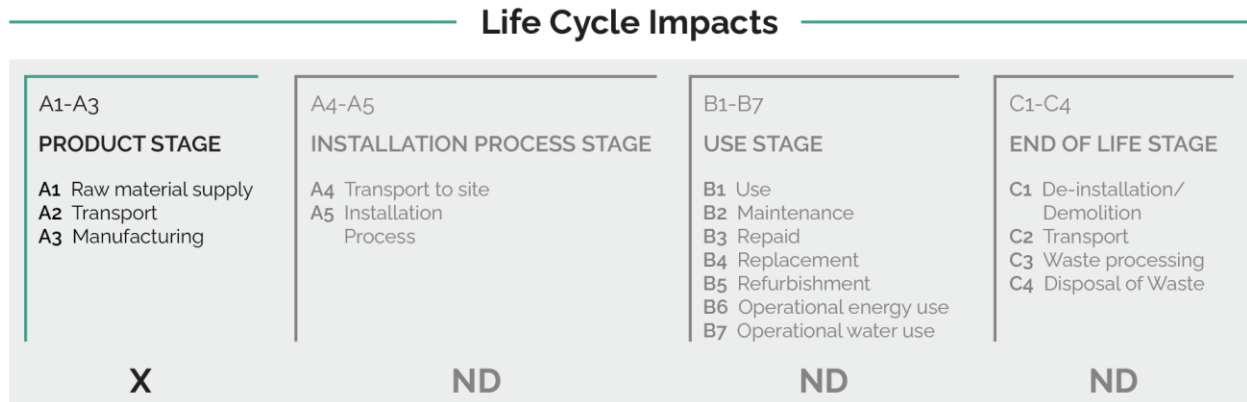 Life Cycle Impacts
A1-A3
PRODUCT STAGE
A1 Raw material supply
A2 Transport
A3 Manufacturing
X
A4-A5
INSTALLATION PROCESS STAGE
A4 Transport to site
A5 Installation
Process
ND
B1-B7
USE STAGE
B1 Use
B2 Maintenance
B3 Repaid
B4 Replacement
B5 Refurbishment
B6 Operational energy use
B7 Operational water use
ND
C1-C4
END OF LIFE STAGE
C1 De-installation/
Demolition
C2 Transport
C3 Waste processing
C4 Disposal of Waste
ND